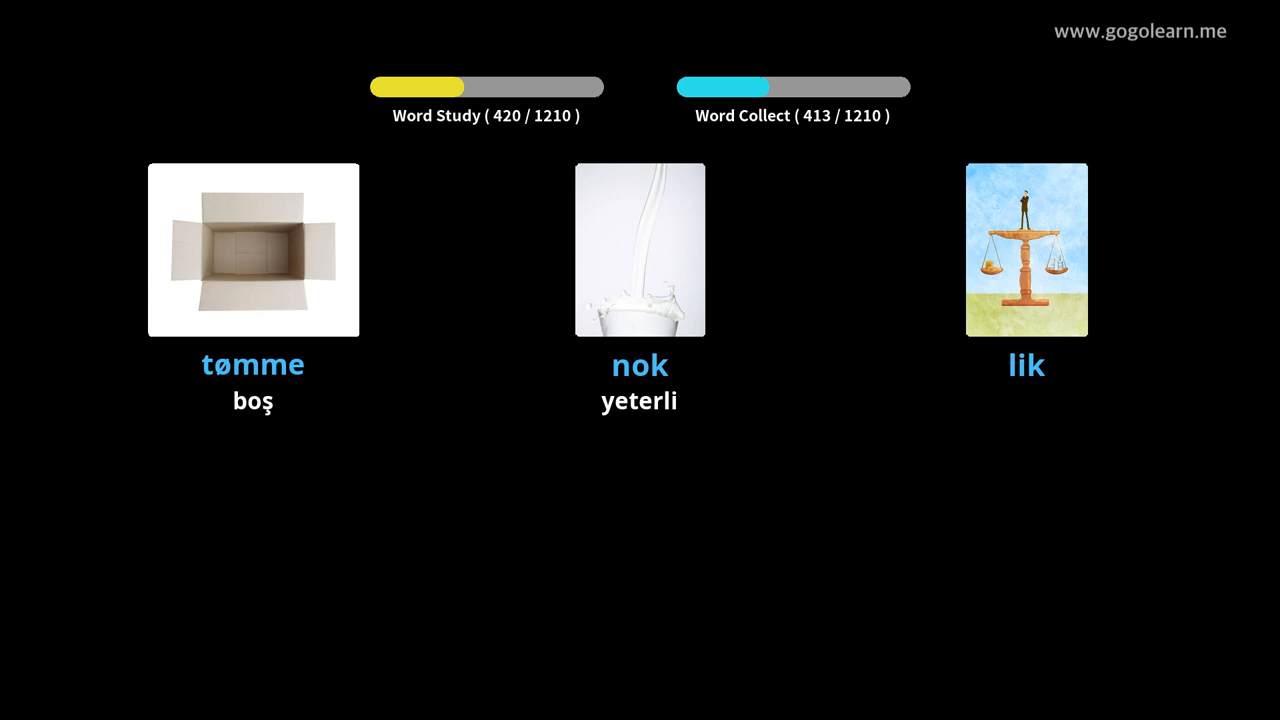 www.gogolearn.me
Word Study ( 420 / 1210 )
Word Collect ( 413 / 1210 )
tømme
nok
lik
boş
yeterli